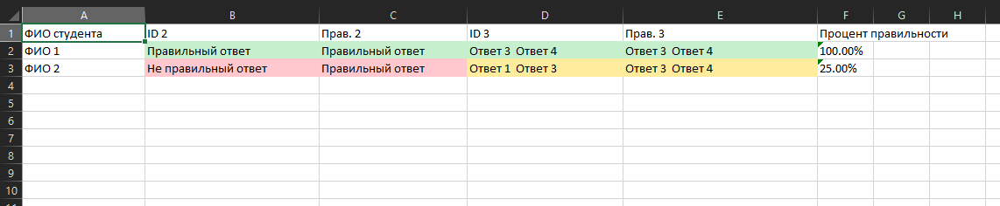 A B C D E F G H
1 ФИО студента ID 2 Прав. 2 ID 3 Прав. 3 Процент правильности
2 ФИО 1 Правильный ответ Правильный ответ Ответ 3 Ответ 4 Ответ 3 Ответ 4 100.00%
3 ФИО 2 Не правильный ответ Правильный ответ Ответ 1 Ответ 3 Ответ 3 Ответ 4 25.00%
4
5
6
7
8
9
10